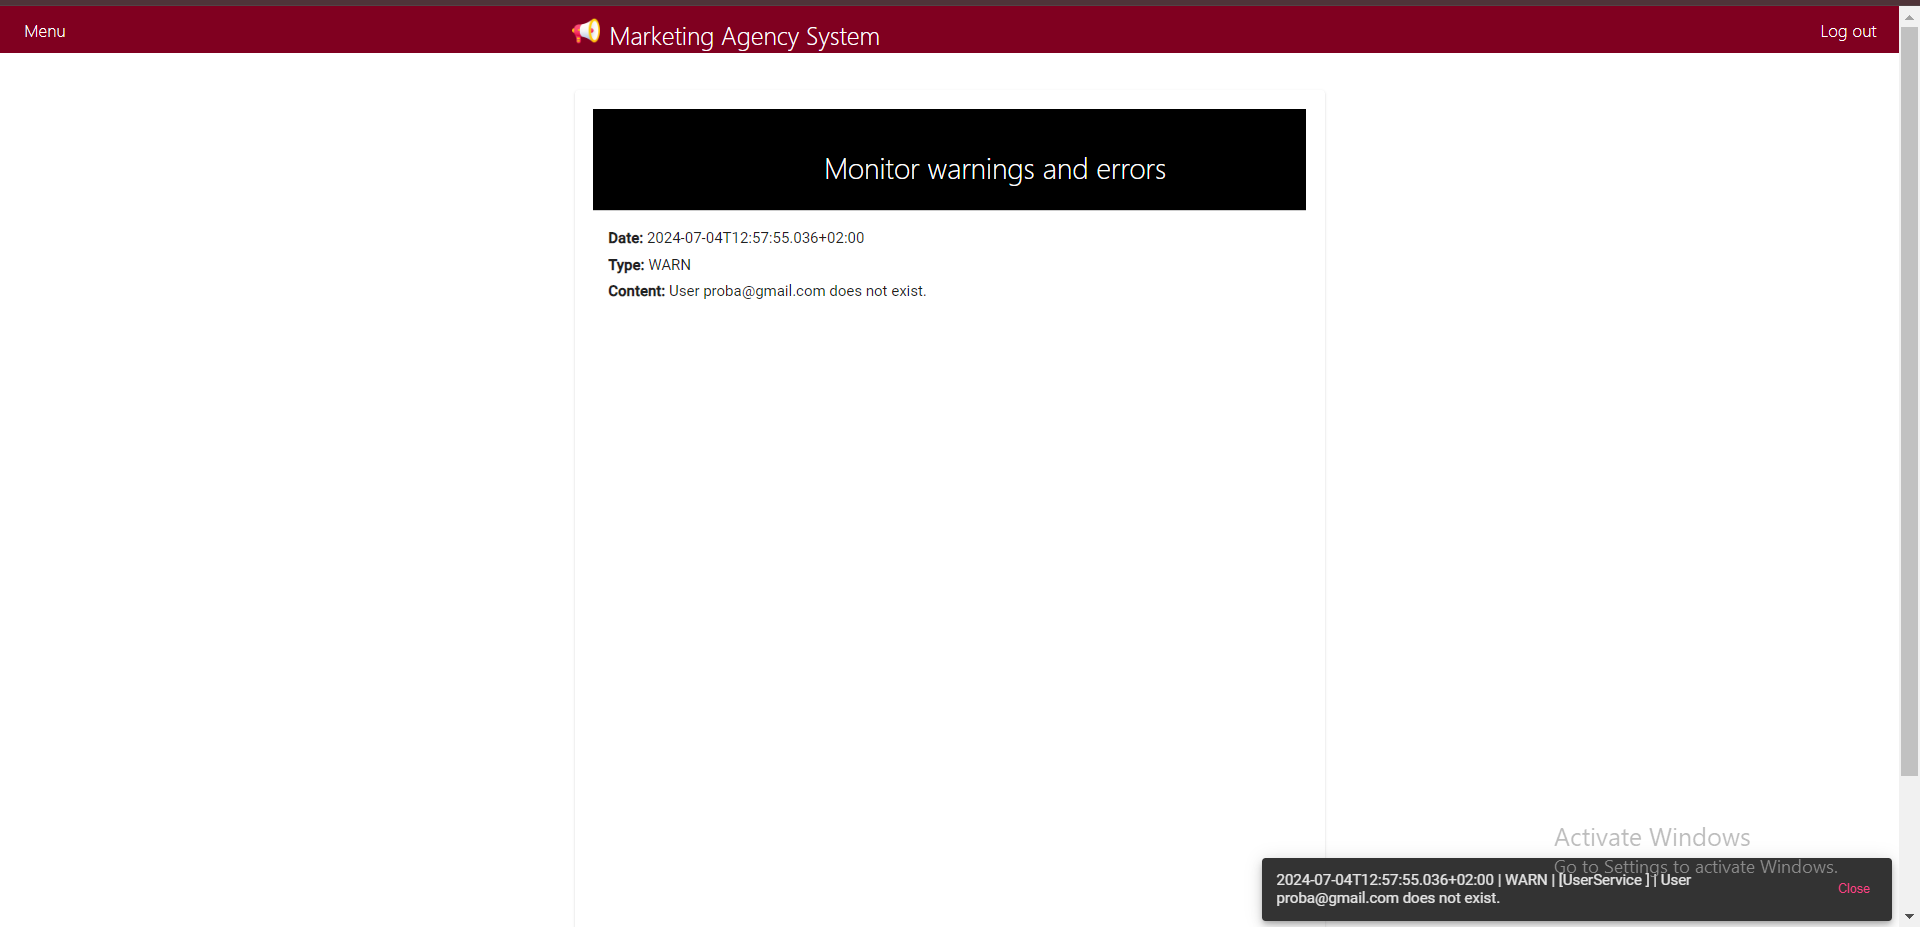 Menu
Marketing Agency System
Log out
Monitor warnings and errors
Date: 2024-07-04T12:57:55.036+02:00
Type: WARN
Content: User proba@gmail.com does not exist.
Activate Windows
Go to Settings to activate Windows.
2024-07-04T12:57:55.036+02:00 | WARN | [UserService ] | User
proba@gmail.com does not exist.
Close